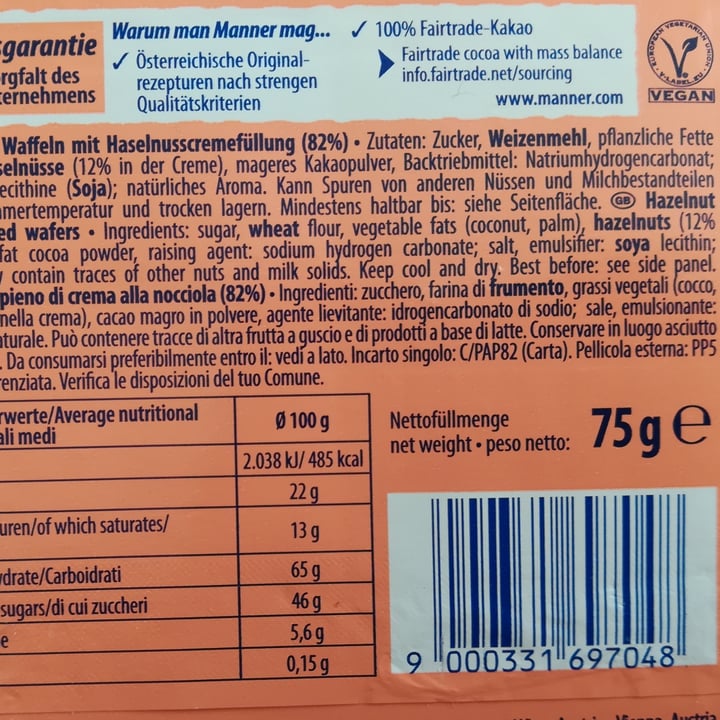 sgarantie
rgfalt des
ternehmens
Warum man Manner mag...
✓ Österreichische Original-
rezepturen nach strengen
Qualitätskriterien
✓ 100% Fairtrade-Kakao
Fairtrade cocoa with mass balance
info.fairtrade.net/sourcing
www.manner.com
EUROPEAN VEGETARIAN UNION
V-LABEL.EU
VEGAN
Waffeln mit Haselnusscremefüllung (82%) • Zutaten: Zucker, Weizenmehl, pflanzliche Fette
selnüsse (12% in der Creme), mageres Kakaopulver, Backtriebmittel: Natriumhydrogencarbonat;
ecithine (Soja); natürliches Aroma. Kann Spuren von anderen Nüssen und Milchbestandteilen
mertemperatur und trocken lagern. Mindestens haltbar bis: siehe Seitenfläche. GB Hazelnut
ed wafers • Ingredients: sugar, wheat flour, vegetable fats (coconut, palm), hazelnuts (12%
fat cocoa powder, raising agent: sodium hydrogen carbonate; salt, emulsifier: soya lecithin;
y contain traces of other nuts and milk solids. Keep cool and dry. Best before: see side panel.
pieno di crema alla nocciola (82%) • Ingredienti: zucchero, farina di frumento, grassi vegetali (cocco,
nella crema), cacao magro in polvere, agente lievitante: idrogencarbonato di sodio; sale, emulsionante:
aturale. Può contenere tracce di altra frutta a guscio e di prodotti a base di latte. Conservare in luogo asciutto
. Da consumarsi preferibilmente entro il: vedi a lato. Incarto singolo: C/PAP82 (Carta). Pellicola esterna: PP5
renziata. Verifica le disposizioni del tuo Comune.
rwerte/Average nutritional
ali medi
Ø 100 g
2.038 kJ/ 485 kcal
22 g
uren/of which saturates/
13 g
ydrate/Carboidrati
65 g
sugars/di cui zuccheri
46 g
e
5,6 g
0,15 g
Nettofüllmenge
net weight • peso netto:
75 g e
9 000331 697048